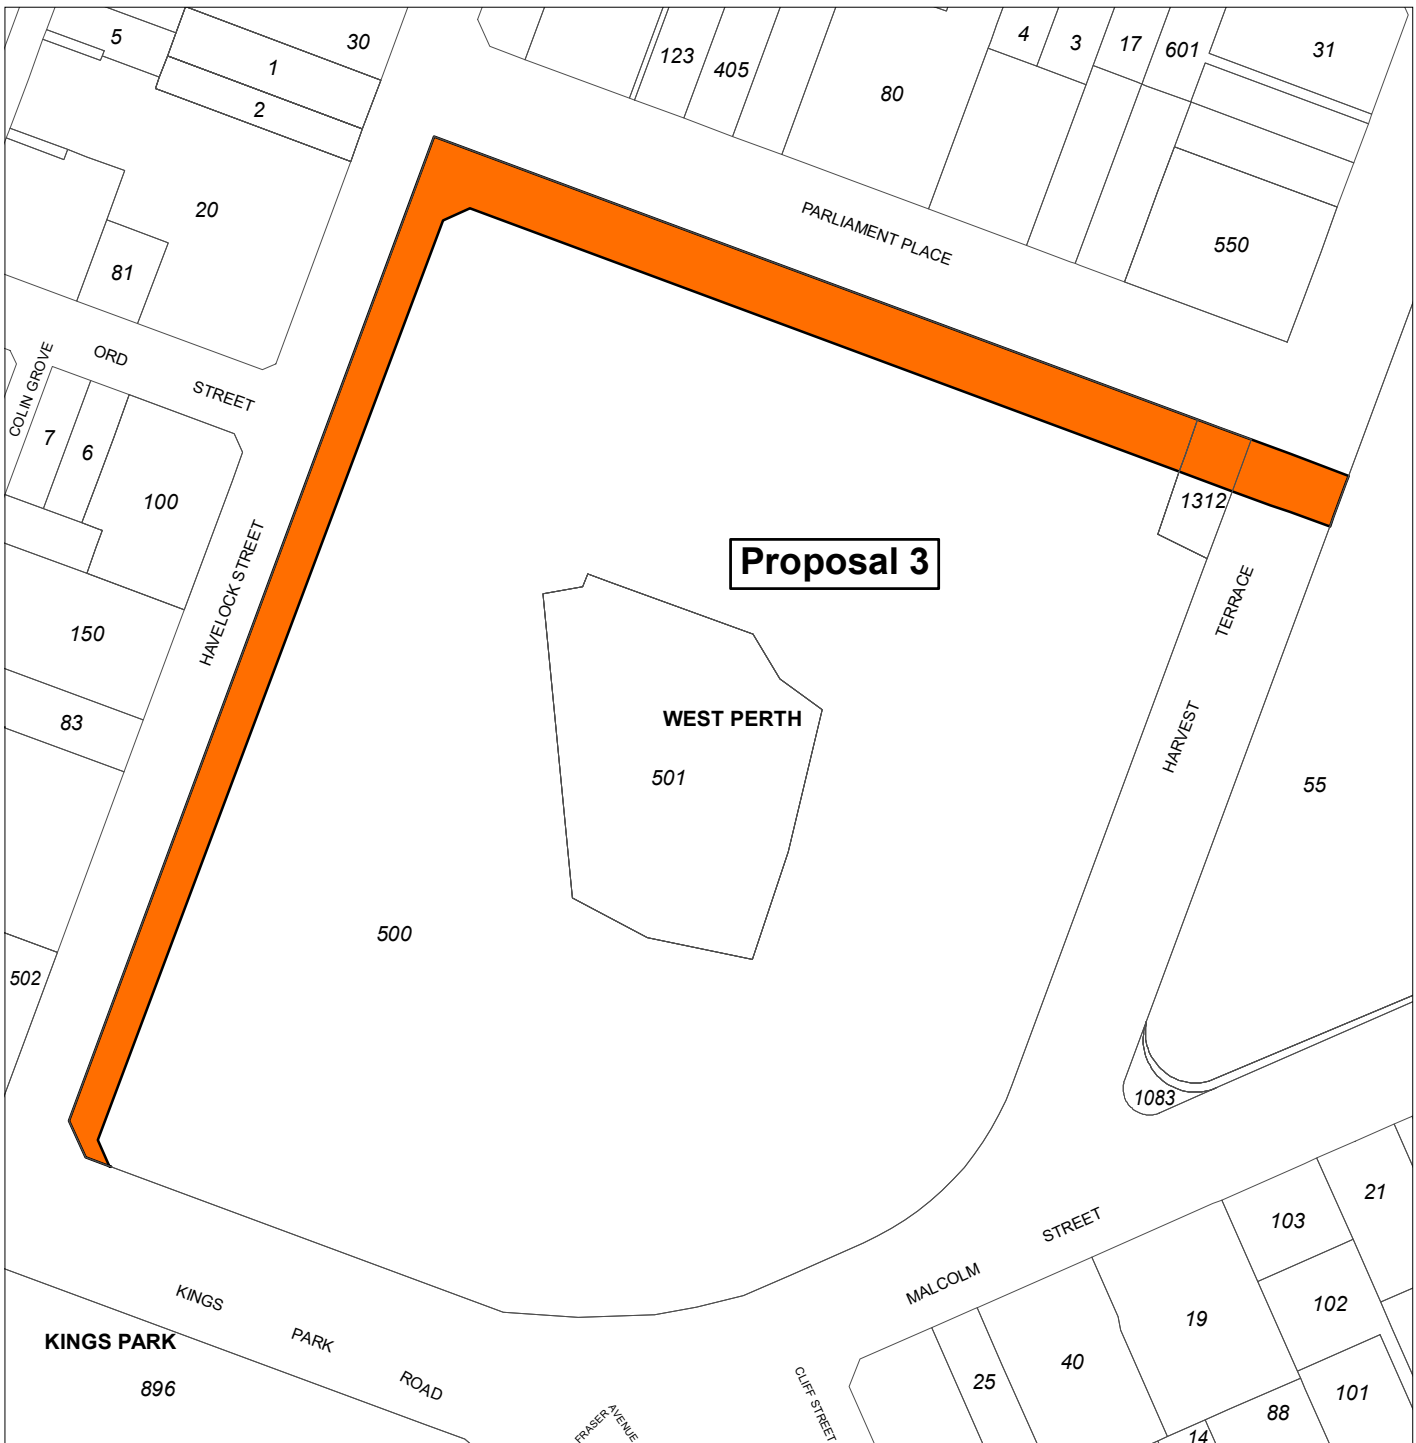 5
30
1
2
123
405
80
4
3
17
601
31
20
81
550
PARLIAMENT PLACE
COLIN GROVE
ORD
STREET
7
6
100
1312
HAVELOCK STREET
Proposal 3
HARVEST
TERRACE
150
83
WEST PERTH
501
55
500
502
1083
KINGS
PARK
ROAD
KINGS PARK
896
MALCOLM
STREET
CLIFF STREET
FRASER
AVENUE
21
103
102
19
40
25
101
88
14